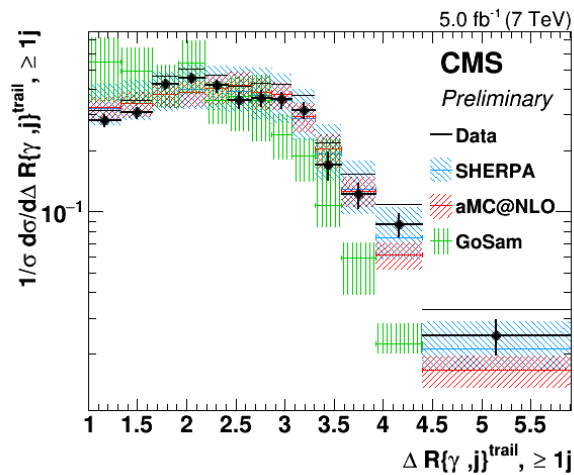 5.0 fb⁻¹ (7 TeV)
1/σ dσ/dΔ R{γ ,j}^trail, ≥ 1j
CMS
Preliminary
Data
SHERPA
aMC@NLO
GoSam
10⁻¹
1 1.5 2 2.5 3 3.5 4 4.5 5 5.5
Δ R{γ ,j}^trail, ≥ 1j